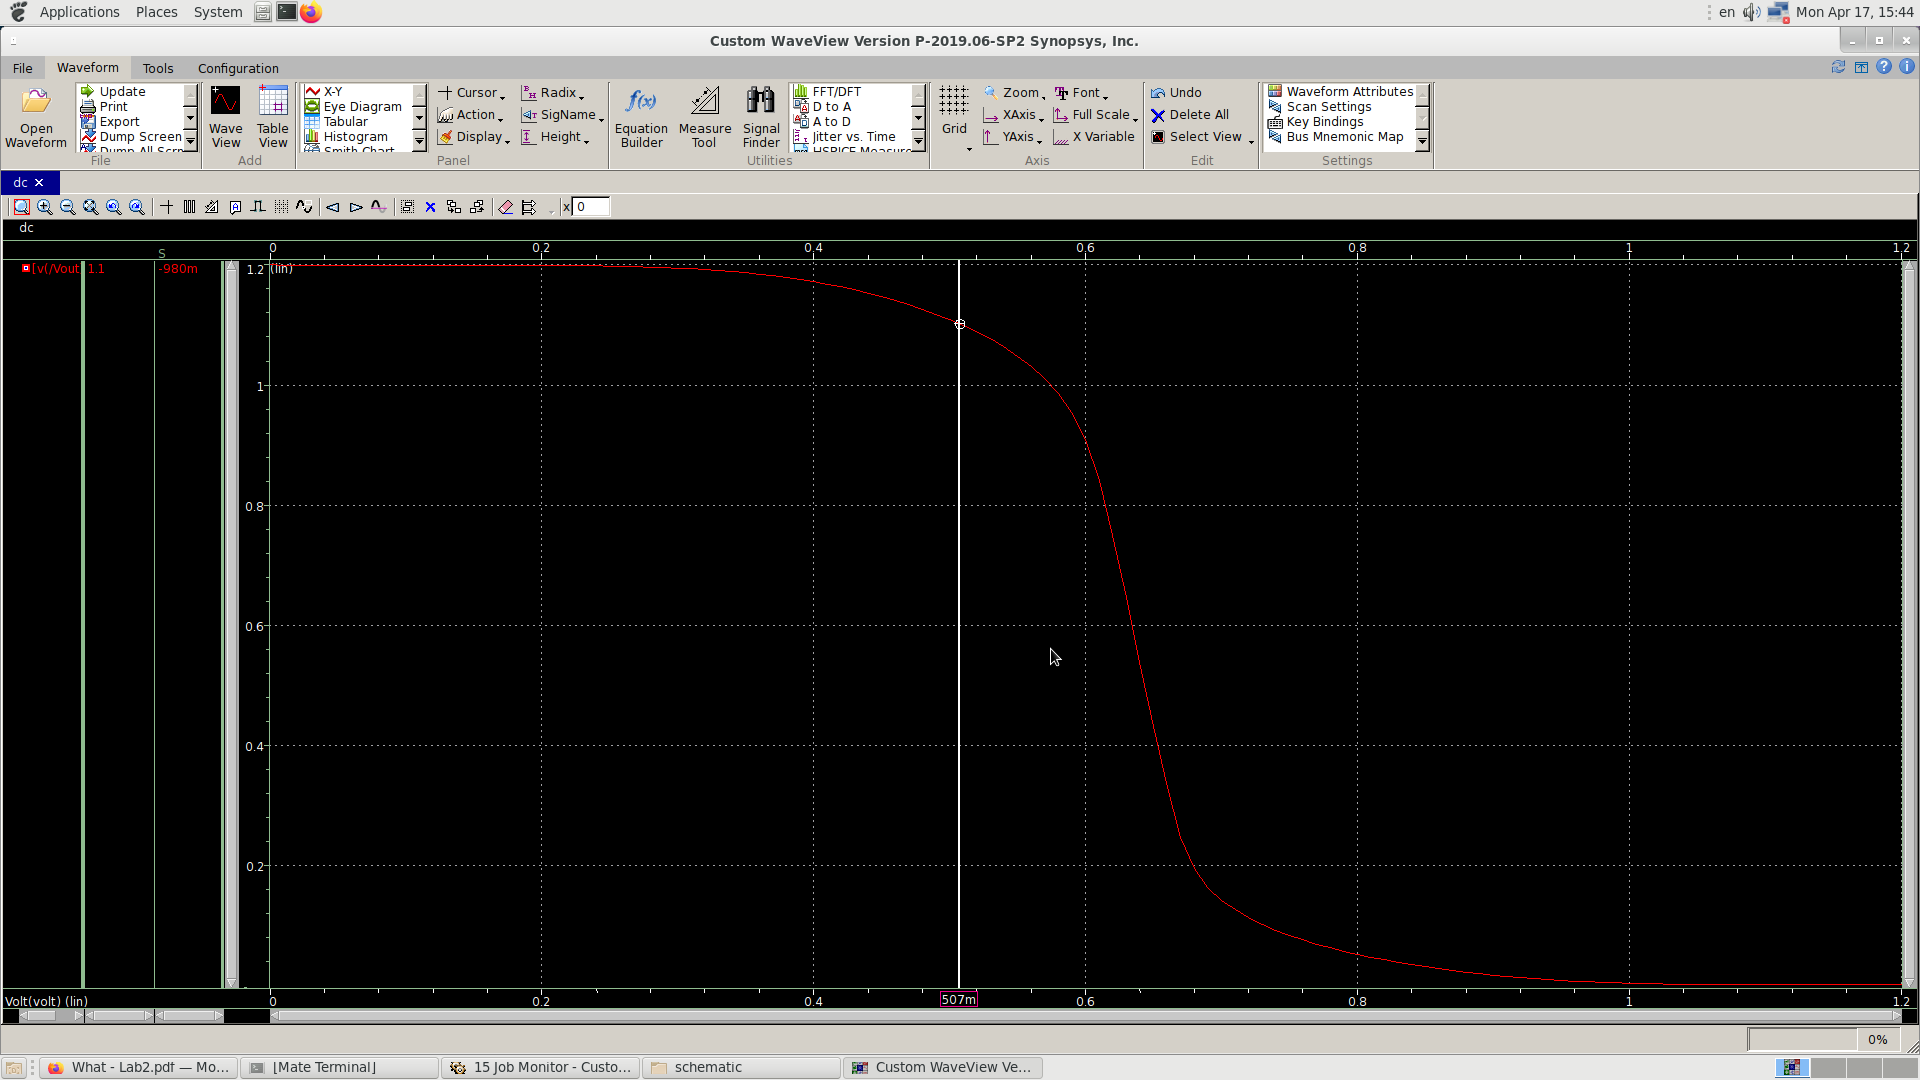 Applications Places System en Mon Apr 17, 15:44
Custom WaveView Version P-2019.06-SP2 Synopsys, Inc.
File Waveform Tools Configuration
Open Waveform
Update
Print
Export
Dump Screen
File
Wave View
Table View
Add
X-Y
Eye Diagram
Tabular
Histogram
Smith Chart
Cursor
Action
Display
Radix
SigName
Height
Panel
f(x)
Equation Builder
Measure Tool
Signal Finder
FFT/DFT
D to A
A to D
Jitter vs. Time
HSPICE Measure
Utilities
Grid
Zoom
XAxis
YAxis
Font
Full Scale
X Variable
Axis
Undo
Delete All
Select View
Edit
Waveform Attributes
Scan Settings
Key Bindings
Bus Mnemonic Map
Settings
dc
x 0
dc
S
[v(/Vout 1.1 -980m
0 0.2 0.4 0.6 0.8 1 1.2
1.2 (lin)
1
0.8
0.6
0.4
0.2
Volt(volt) (lin)
0 0.2 0.4 507m 0.6 0.8 1 1.2
0%
What - Lab2.pdf — Mo... [Mate Terminal] 15 Job Monitor - Custo... schematic Custom WaveView Ve...